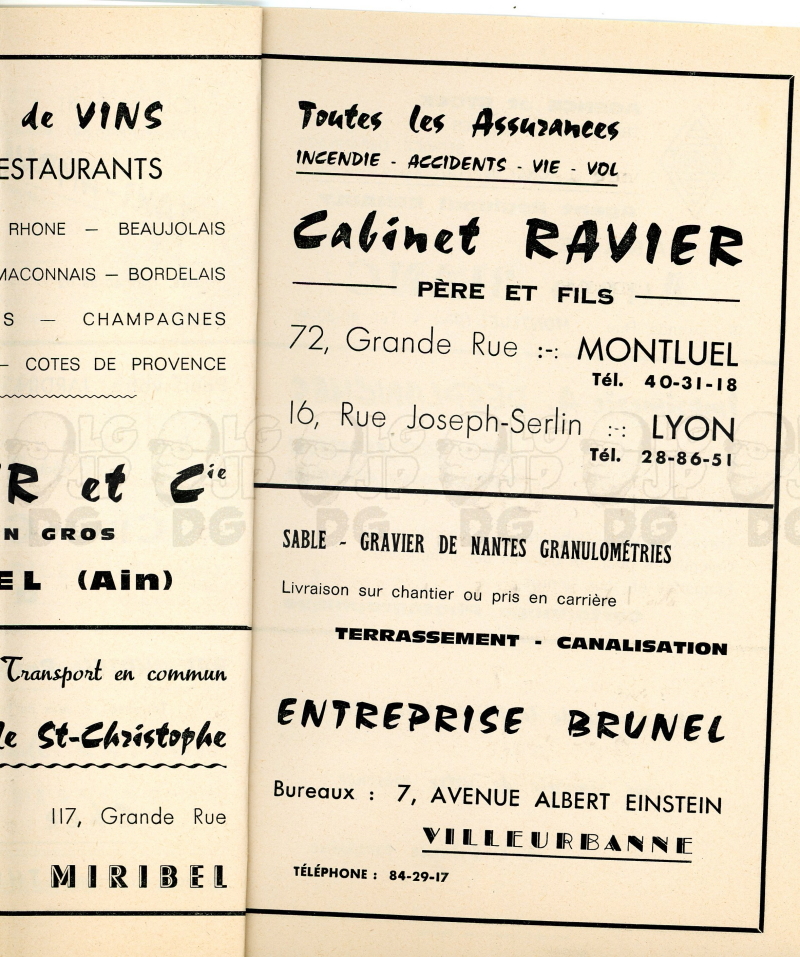 de VINS
RHONE — BEAUJOLAIS
MACONNAIS — BORDELAIS
— CHAMPAGNES
— COTES DE PROVENCE
et Cie
GROS
(Ain)
Transport en commun
St-Christophe
117, Grande Rue
MIRIBEL
Toutes les Assurances
INCENDIE - ACCIDENTS - VIE - VOL
Cabinet RAVIER
PÈRE ET FILS
72, Grande Rue :-: MONTLUEL
Tél. 40-31-18
16, Rue Joseph-Serlin :-: LYON
Tél. 28-86-51
SABLE - GRAVIER DE NANTES GRANULOMÉTRIES
Livraison sur chantier ou pris en carrière
TERRASSEMENT - CANALISATION
ENTREPRISE BRUNEL
Bureaux : 7, AVENUE ALBERT EINSTEIN
VILLEURBANNE
TÉLÉPHONE : 84-29-17